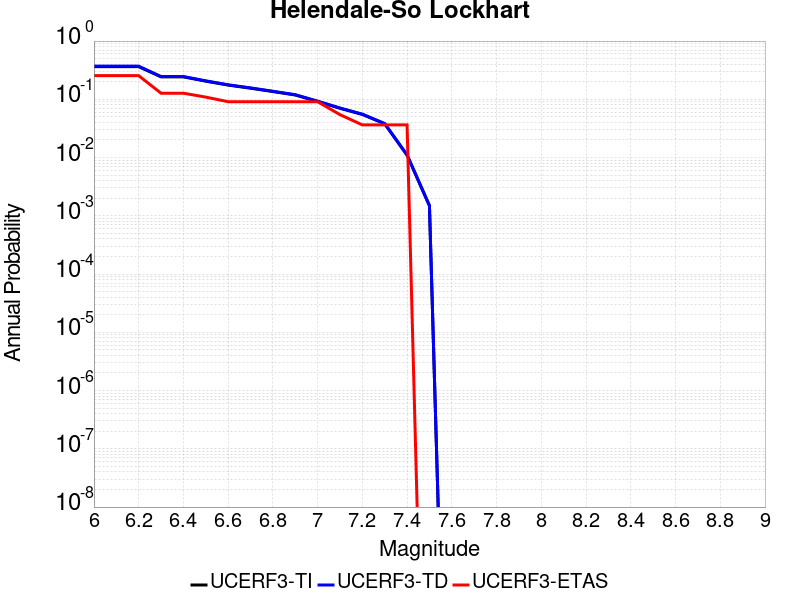 Helendale-So Lockhart
10^0
10^-1
10^-2
10^-3
10^-4
10^-5
10^-6
10^-7
10^-8
Annual Probability
6 6.2 6.4 6.6 6.8 7 7.2 7.4 7.6 7.8 8 8.2 8.4 8.6 8.8 9
Magnitude
UCERF3-TI UCERF3-TD UCERF3-ETAS